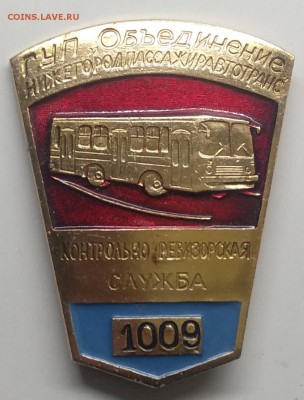 COINS.LAVE.RU
ГУП Объединение
НИЖЕГОРОДПАССАЖИРАВТОТРАНС
КОНТРОЛЬНО РЕВИЗОРСКАЯ
СЛУЖБА
1009